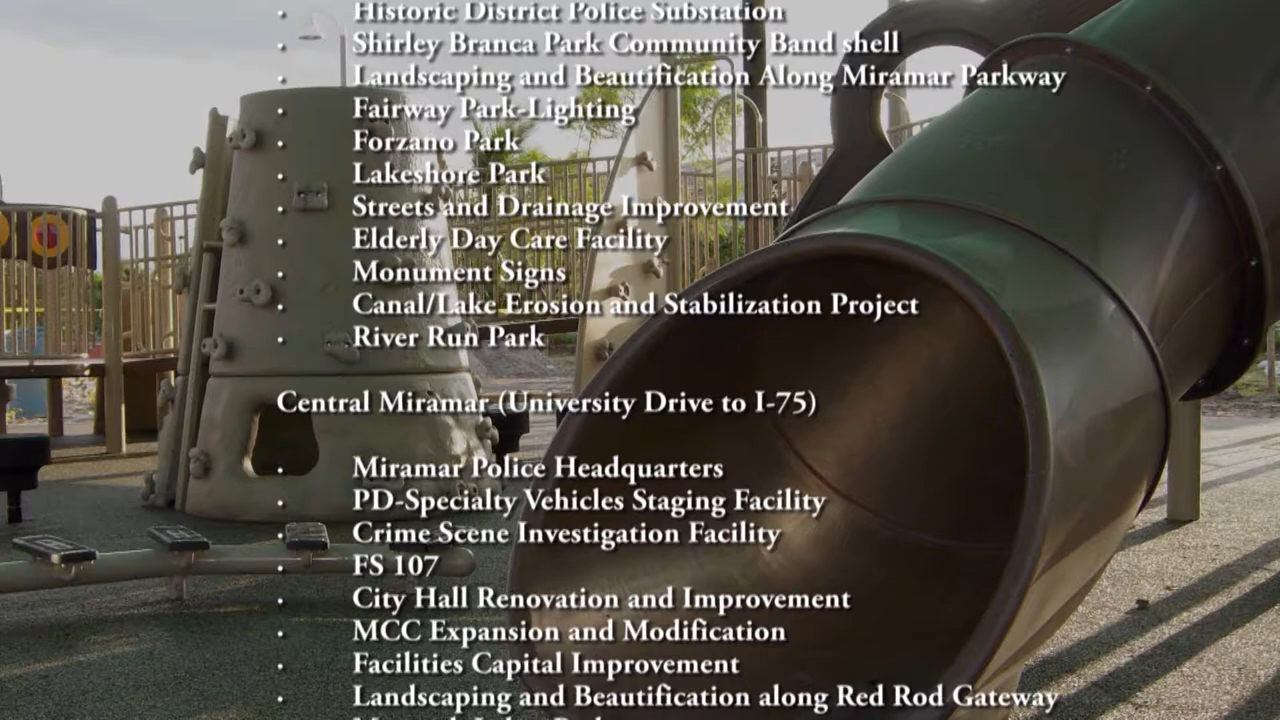 • Historic District Police Substation
• Shirley Branca Park Community Band shell
• Landscaping and Beautification Along Miramar Parkway
• Fairway Park-Lighting
• Forzano Park
• Lakeshore Park
• Streets and Drainage Improvement
• Elderly Day Care Facility
• Monument Signs
• Canal/Lake Erosion and Stabilization Project
• River Run Park
Central Miramar (University Drive to I-75)
• Miramar Police Headquarters
• PD-Specialty Vehicles Staging Facility
• Crime Scene Investigation Facility
• FS 107
• City Hall Renovation and Improvement
• MCC Expansion and Modification
• Facilities Capital Improvement
• Landscaping and Beautification along Red Rod Gateway